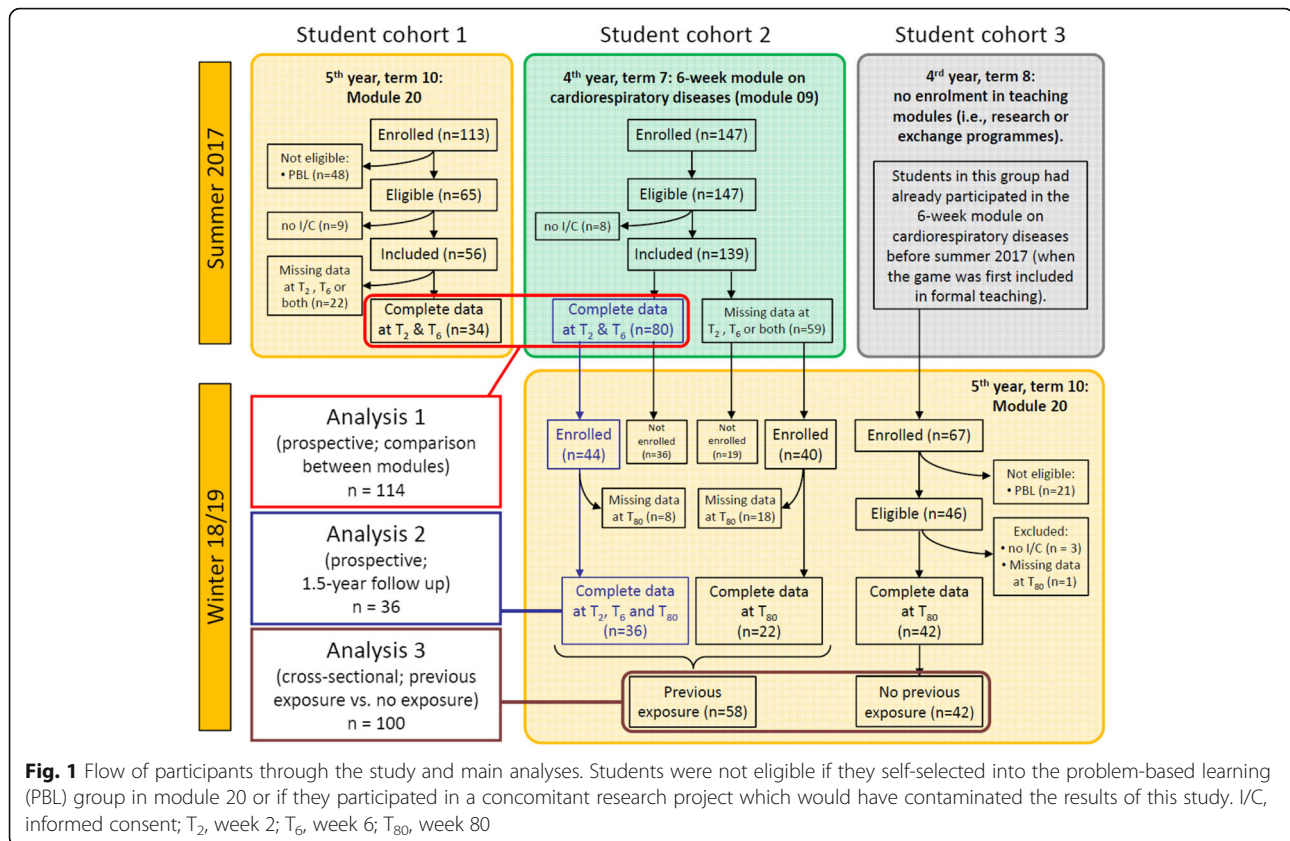 Student cohort 1
Student cohort 2
Student cohort 3
Summer 2017
5th year, term 10:
Module 20
Enrolled (n=113)
Not eligible:
• PBL (n=48)
Eligible (n=65)
no I/C (n=9)
Included (n=56)
Missing data
at T2 , T6 or
both (n=22)
Complete data
at T2 & T6 (n=34)
4th year, term 7: 6-week module on
cardiorespiratory diseases (module 09)
Enrolled (n=147)
Eligible (n=147)
no I/C (n=8)
Included (n=139)
Complete data
at T2 & T6 (n=80)
Missing data at
T2 , T6 or both (n=59)
4rd year, term 8:
no enrolment in teaching
modules (i.e., research or
exchange programmes).
Students in this group had
already participated in the
6-week module on
cardiorespiratory diseases
before summer 2017 (when
the game was first included
in formal teaching).
Winter 18/19
Analysis 1
(prospective; comparison
between modules)
n = 114
Analysis 2
(prospective;
1.5-year follow up)
n = 36
Analysis 3
(cross-sectional; previous
exposure vs. no exposure)
n = 100
5th year, term 10:
Module 20
Enrolled
(n=44)
Not
enrolled
(n=36)
Not
enrolled
(n=19)
Enrolled
(n=40)
Missing data
at T80 (n=8)
Missing data
at T80 (n=18)
Complete data
at T2, T6 and T80
(n=36)
Complete data
at T80
(n=22)
Previous
exposure (n=58)
Enrolled (n=67)
Not eligible:
• PBL (n=21)
Eligible (n=46)
Excluded:
• no I/C (n = 3)
• Missing data
at T80 (n=1)
Complete data
at T80
(n=42)
No previous
exposure (n=42)
Fig. 1 Flow of participants through the study and main analyses. Students were not eligible if they self-selected into the problem-based learning
(PBL) group in module 20 or if they participated in a concomitant research project which would have contaminated the results of this study. I/C,
informed consent; T2, week 2; T6, week 6; T80, week 80